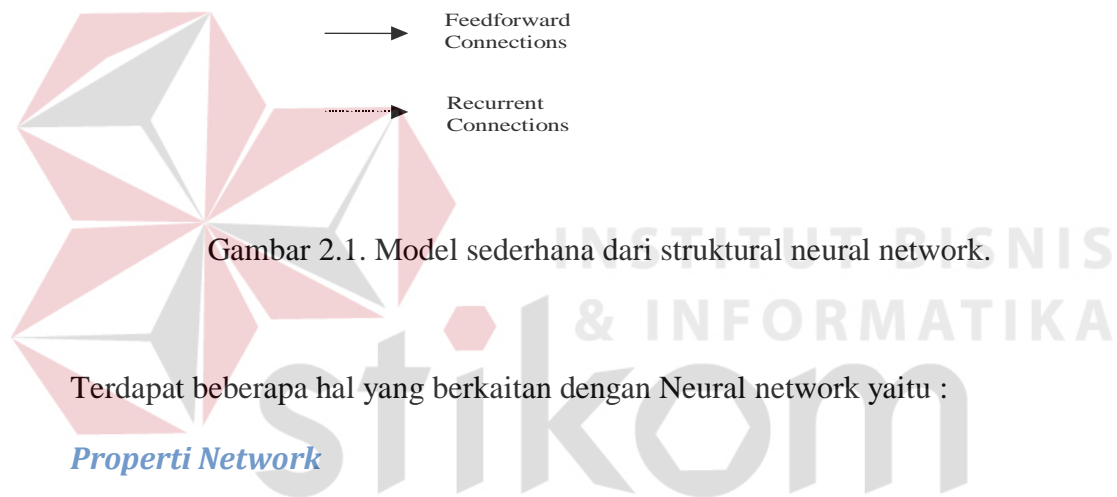 Feedforward
Connections
Recurrent
Connections
Gambar 2.1. Model sederhana dari struktural neural network.
INSTITUT BISNIS
& INFORMATIKA
stikom
Terdapat beberapa hal yang berkaitan dengan Neural network yaitu :
Properti Network